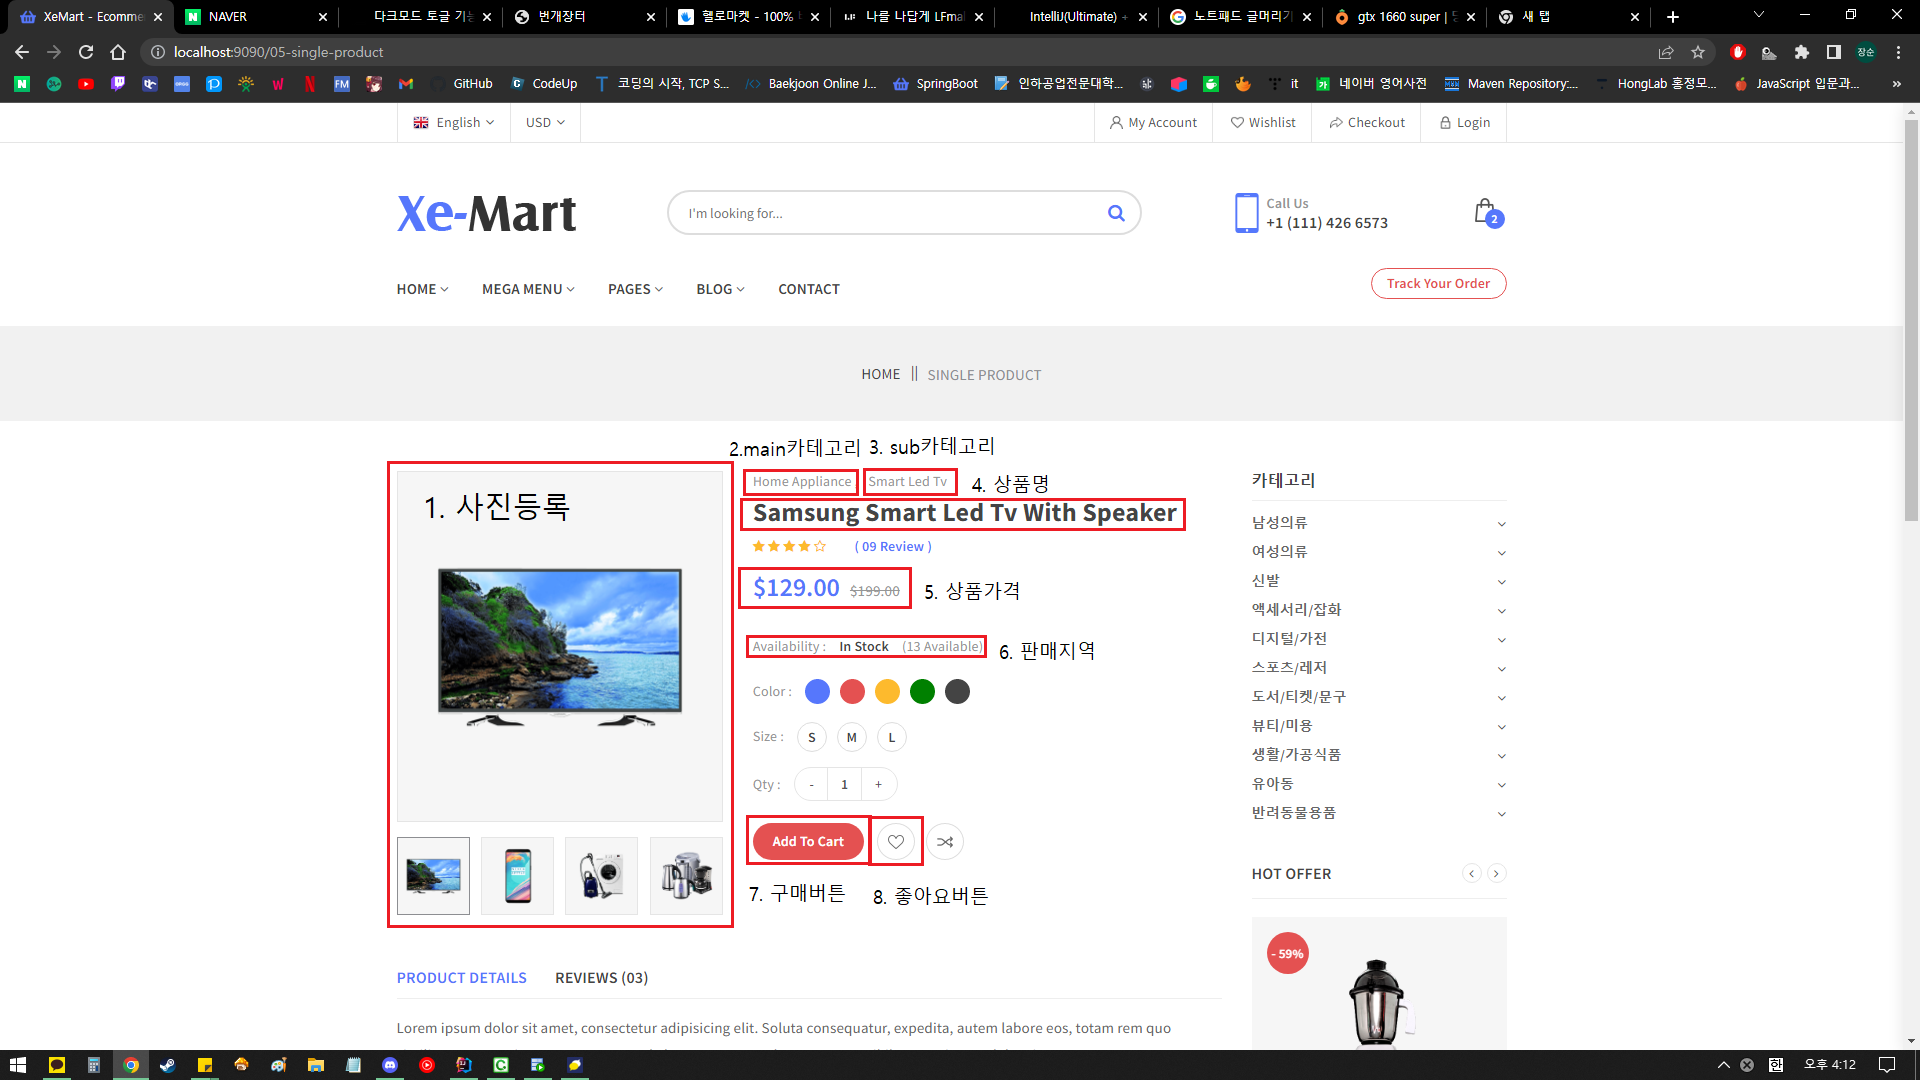 XeMart - Ecomme
NAVER
다크모드 토글 기능
번개장터
헬로마켓 - 100%
나를 나답게 LFmal
IntelliJ(Ultimate) +
노트패드 글머리기
gtx 1660 super |
새 탭
localhost:9090/05-single-product
GitHub
CodeUp
코딩의 시작, TCP S...
Baekjoon Online J...
SpringBoot
인하공업전문대학...
it
네이버 영어사전
Maven Repository:...
HongLab 홍정모...
JavaScript 입문과...
English
USD
My Account
Wishlist
Checkout
Login
Xe-Mart
I'm looking for...
Call Us
+1 (111) 426 6573
2
HOME
MEGA MENU
PAGES
BLOG
CONTACT
Track Your Order
HOME || SINGLE PRODUCT
2.main카테고리
3. sub카테고리
1. 사진등록
Home Appliance
Smart Led Tv
4. 상품명
Samsung Smart Led Tv With Speaker
( 09 Review )
$129.00 $199.00
5. 상품가격
Availability : In Stock (13 Available)
6. 판매지역
Color :
Size : S M L
Qty : - 1 +
Add To Cart
7. 구매버튼
8. 좋아요버튼
카테고리
남성의류
여성의류
신발
액세서리/잡화
디지털/가전
스포츠/레저
도서/티켓/문구
뷰티/미용
생활/가공식품
유아동
반려동물용품
HOT OFFER
- 59%
PRODUCT DETAILS
REVIEWS (03)
Lorem ipsum dolor sit amet, consectetur adipisicing elit. Soluta consequatur, expedita, autem labore eos, totam rem quo
한
오후 4:12